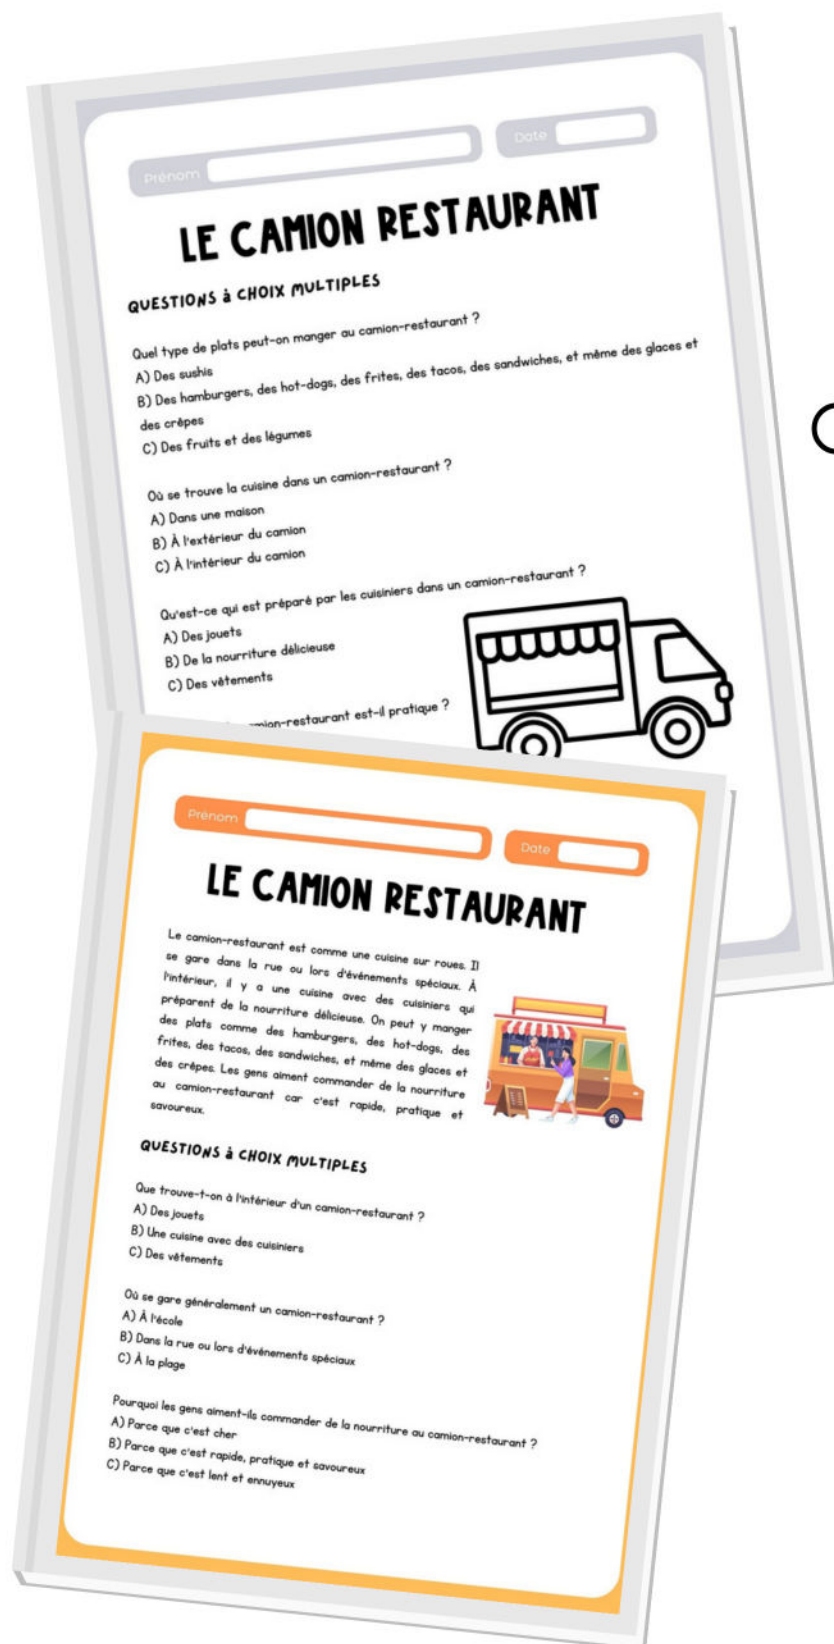 Prénom
Date
LE CAMION RESTAURANT
QUESTIONS à CHOIX MULTIPLES
Quel type de plats peut-on manger au camion-restaurant ?
A) Des sushis
B) Des hamburgers, des hot-dogs, des frites, des tacos, des sandwiches, et même des glaces et
des crêpes
C) Des fruits et des légumes
Où se trouve la cuisine dans un camion-restaurant ?
A) Dans une maison
B) À l'extérieur du camion
C) À l'intérieur du camion
Qu'est-ce qui est préparé par les cuisiniers dans un camion-restaurant ?
A) Des jouets
B) De la nourriture délicieuse
C) Des vêtements
-restaurant est-il pratique ?
Prénom
Date
LE CAMION RESTAURANT
Le camion-restaurant est comme une cuisine sur roues. Il
se gare dans la rue ou lors d'événements spéciaux. À
l'intérieur, il y a une cuisine avec des cuisiniers qui
préparent de la nourriture délicieuse. On peut y manger
des plats comme des hamburgers, des hot-dogs, des
frites, des tacos, des sandwiches, et même des glaces et
des crêpes. Les gens aiment commander de la nourriture
au camion-restaurant car c'est rapide, pratique et
savoureux.
QUESTIONS à CHOIX MULTIPLES
Que trouve-t-on à l'intérieur d'un camion-restaurant ?
A) Des jouets
B) Une cuisine avec des cuisiniers
C) Des vêtements
Où se gare généralement un camion-restaurant ?
A) À l'école
B) Dans la rue ou lors d'événements spéciaux
C) À la plage
Pourquoi les gens aiment-ils commander de la nourriture au camion-restaurant ?
A) Parce que c'est cher
B) Parce que c'est rapide, pratique et savoureux
C) Parce que c'est lent et ennuyeux